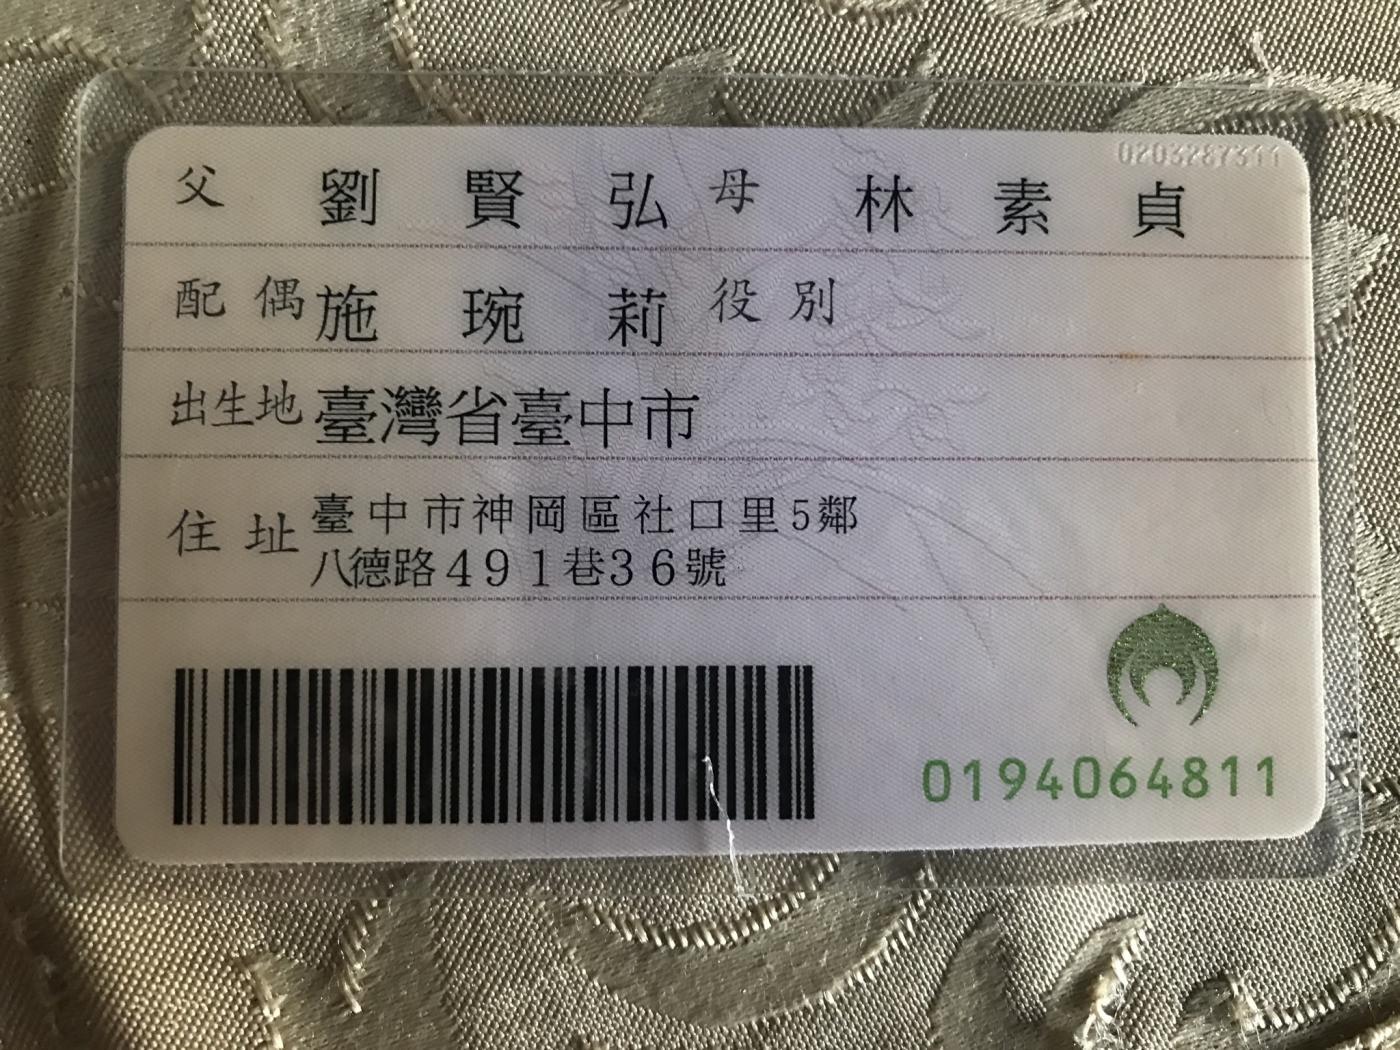 0203287311
父 劉賢弘 母 林素貞
配偶 施琬莉 役別
出生地 臺灣省臺中市
住址 臺中市神岡區社口里5鄰
八德路491巷36號
0194064811